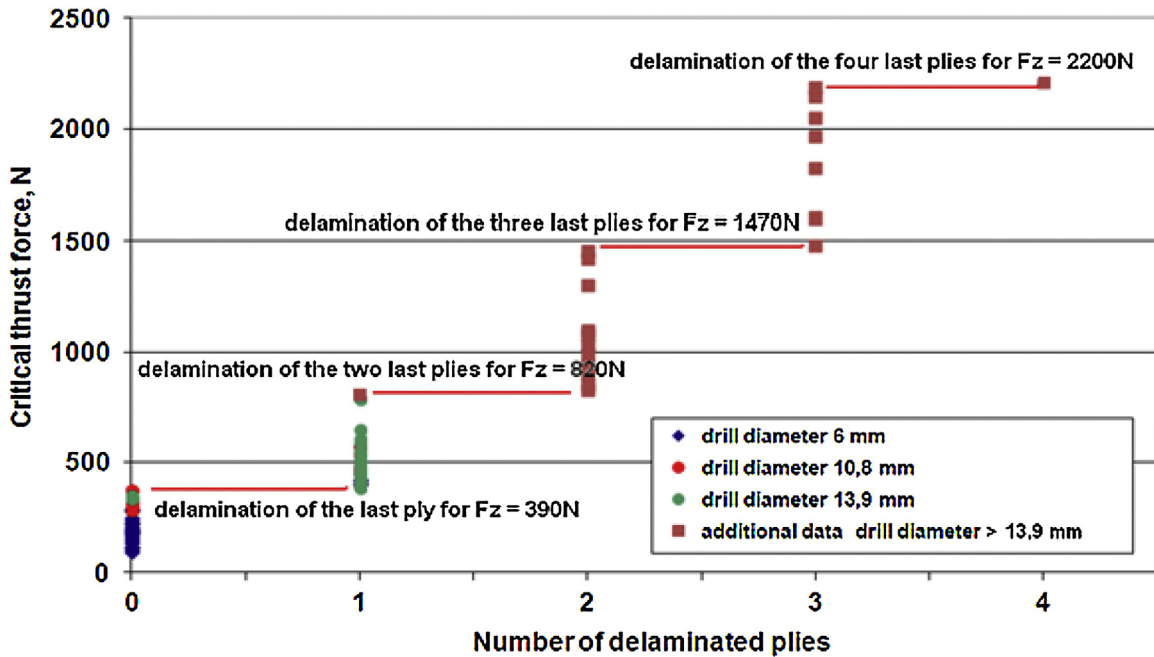 2500
delamination of the four last plies for Fz = 2200N
2000
delamination of the three last plies for Fz = 1470N
1500
Critical thrust force, N
1000
delamination of the two last plies for Fz = 820N
500
delamination of the last ply for Fz = 390N
drill diameter 6 mm
drill diameter 10,8 mm
drill diameter 13,9 mm
additional data drill diameter > 13,9 mm
0
0 1 2 3 4
Number of delaminated plies